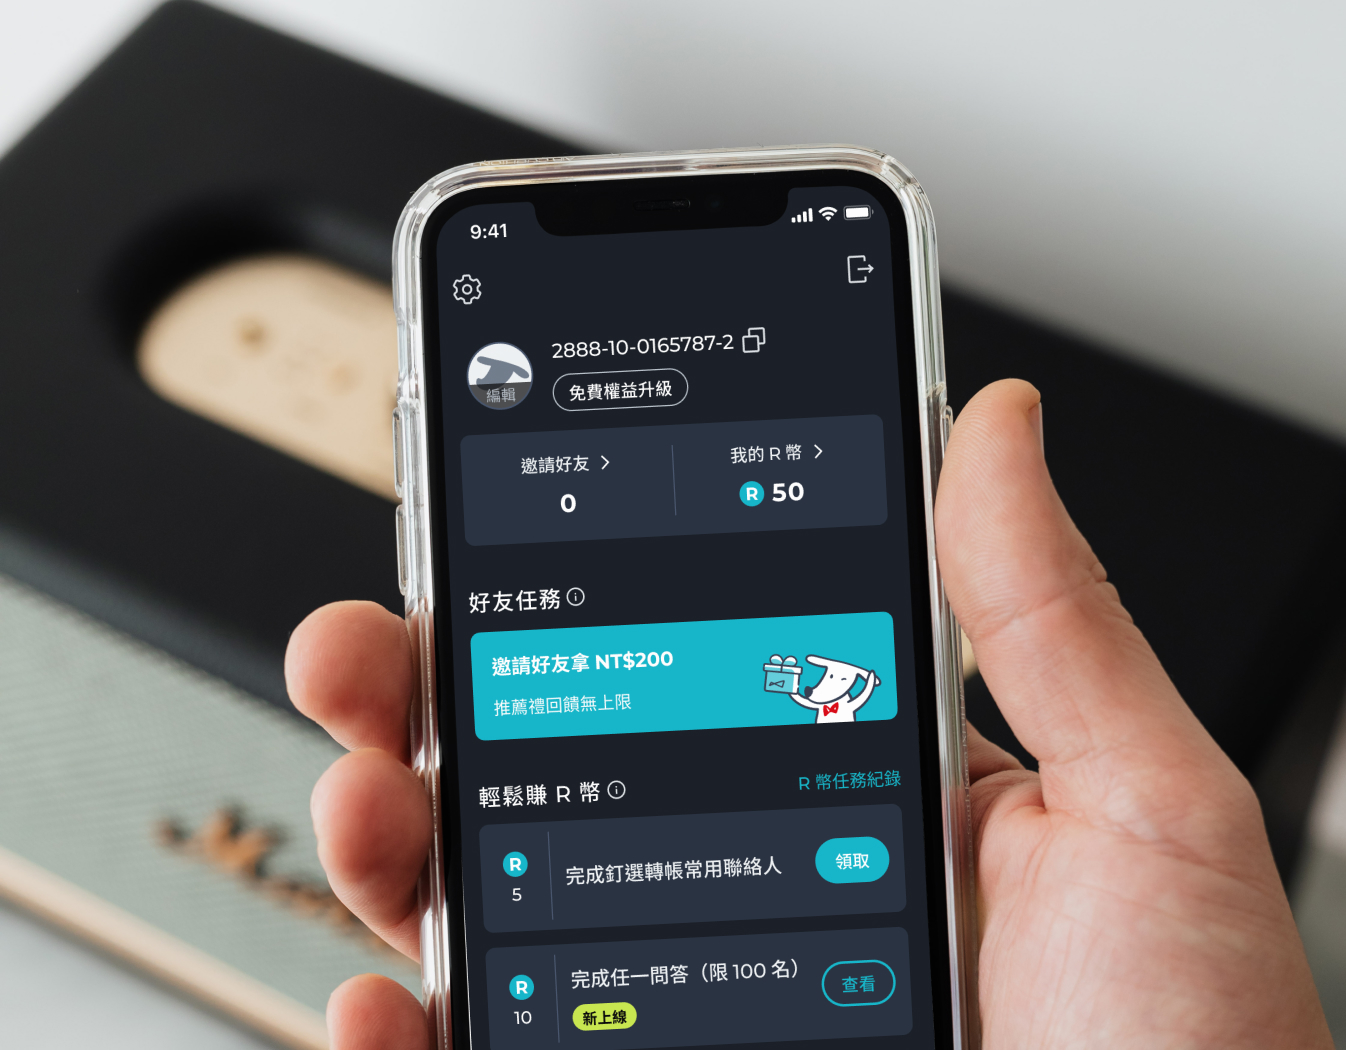 9:41
2888-10-0165787-2
編輯
免費權益升級
邀請好友
我的 R 幣
0
R 50
好友任務
邀請好友拿 NT$200
推薦禮回饋無上限
輕鬆賺 R 幣
R 幣任務紀錄
R
5
完成釘選轉帳常用聯絡人
領取
R
10
完成任一問答（限 100 名）
新上線
查看